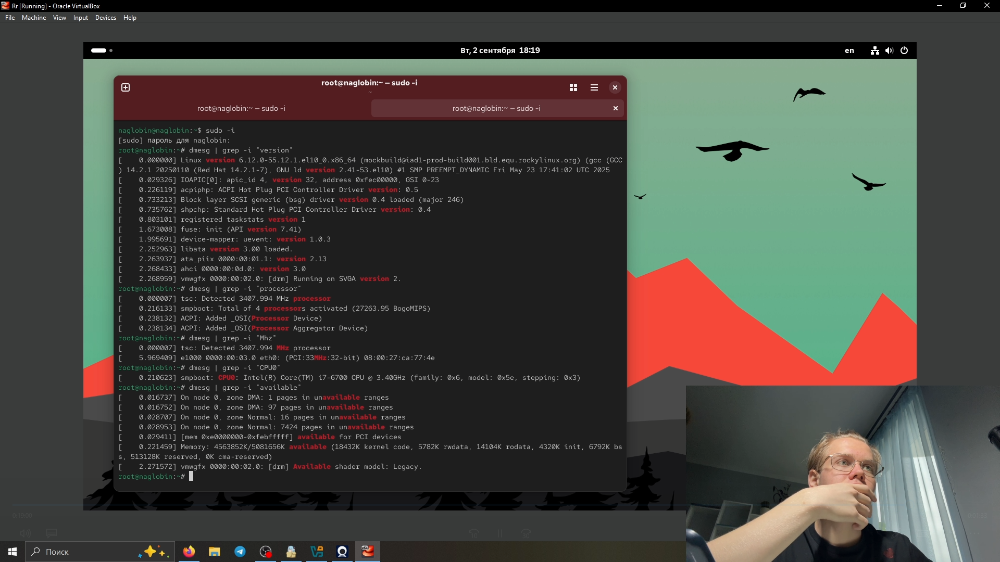 Rr [Running] - Oracle VirtualBox
File Machine View Input Devices Help
Вт, 2 сентября 18:19
en
root@naglobin:~ — sudo -i
~
root@naglobin:~ — sudo -i
root@naglobin:~ — sudo -i
naglobin@naglobin:~$ sudo -i
[sudo] пароль для naglobin:
root@naglobin:~# dmesg | grep -i "version"
[    0.000000] Linux version 6.12.0-55.12.1.el10_0.x86_64 (mockbuild@iad1-prod-build001.bld.equ.rockylinux.org) (gcc (GCC
) 14.2.1 20250110 (Red Hat 14.2.1-7), GNU ld version 2.41-53.el10) #1 SMP PREEMPT_DYNAMIC Fri May 23 17:41:02 UTC 2025
[    0.029326] IOAPIC[0]: apic_id 4, version 32, address 0xfec00000, GSI 0-23
[    0.226119] acpiphp: ACPI Hot Plug PCI Controller Driver version: 0.5
[    0.733213] Block layer SCSI generic (bsg) driver version 0.4 loaded (major 246)
[    0.735762] shpchp: Standard Hot Plug PCI Controller Driver version: 0.4
[    0.803101] registered taskstats version 1
[    1.673008] fuse: init (API version 7.41)
[    1.995691] device-mapper: uevent: version 1.0.3
[    2.252963] libata version 3.00 loaded.
[    2.263937] ata_piix 0000:00:01.1: version 2.13
[    2.268433] ahci 0000:00:0d.0: version 3.0
[    2.268959] vmwgfx 0000:00:02.0: [drm] Running on SVGA version 2.
root@naglobin:~# dmesg | grep -i "processor"
[    0.000007] tsc: Detected 3407.994 MHz processor
[    0.216133] smpboot: Total of 4 processors activated (27263.95 BogoMIPS)
[    0.238132] ACPI: Added _OSI(Processor Device)
[    0.238134] ACPI: Added _OSI(Processor Aggregator Device)
root@naglobin:~# dmesg | grep -i "Mhz"
[    0.000007] tsc: Detected 3407.994 MHz processor
[    5.969409] e1000 0000:00:03.0 eth0: (PCI:33MHz:32-bit) 08:00:27:ca:77:4e
root@naglobin:~# dmesg | grep -i "CPU0"
[    0.210623] smpboot: CPU0: Intel(R) Core(TM) i7-6700 CPU @ 3.40GHz (family: 0x6, model: 0x5e, stepping: 0x3)
root@naglobin:~# dmesg | grep -i "available"
[    0.016737] On node 0, zone DMA: 1 pages in unavailable ranges
[    0.016752] On node 0, zone DMA: 97 pages in unavailable ranges
[    0.028707] On node 0, zone Normal: 16 pages in unavailable ranges
[    0.028953] On node 0, zone Normal: 7424 pages in unavailable ranges
[    0.029411] [mem 0xe0000000-0xfebfffff] available for PCI devices
[    0.221459] Memory: 4563852K/5081656K available (18432K kernel code, 5782K rwdata, 14104K rodata, 4320K init, 6792K bs
s, 513128K reserved, 0K cma-reserved)
[    2.271572] vmwgfx 0000:00:02.0: [drm] Available shader model: Legacy.
root@naglobin:~#
0:19:00
10
30
Поиск